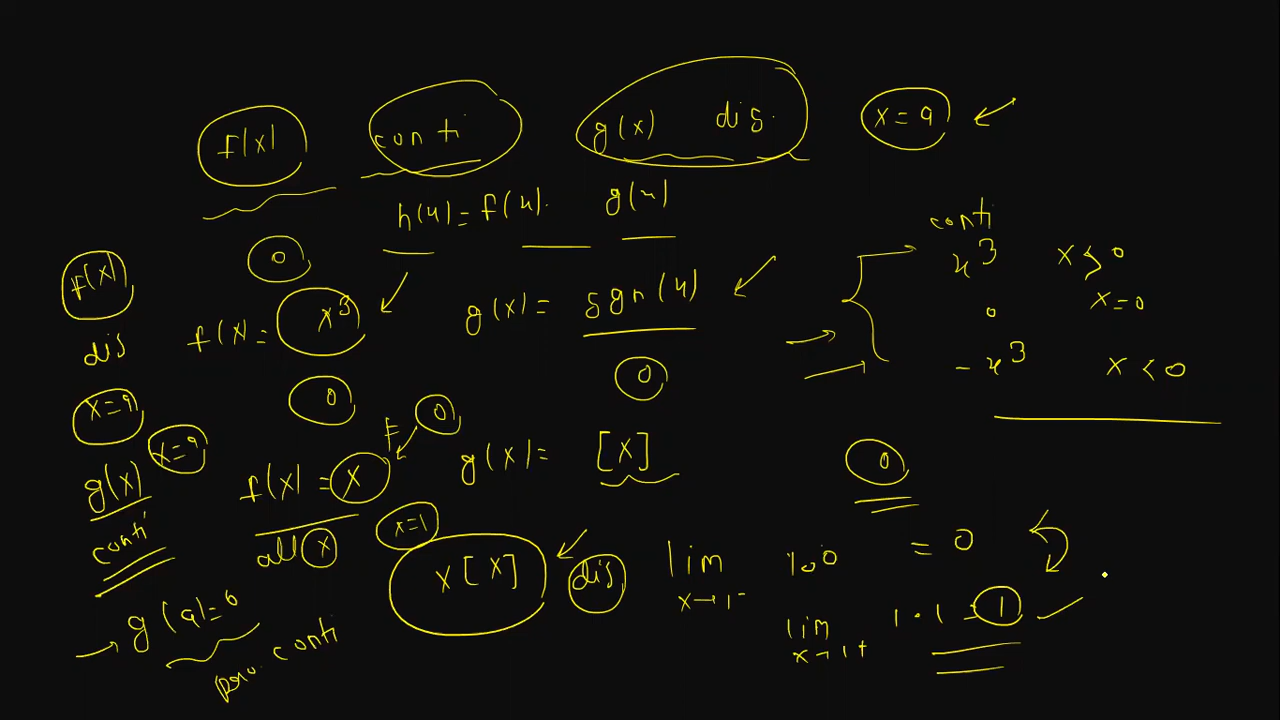 f(x) conti g(x) dis. x=a
h(x)=f(x). g(x)
conti
f(x) 0 x³ x>0
f(x)= x³ g(x)= sgn(x) 0 x=0
dis -x³ x<0
x=a 0 0
x=a 0
g(x) f(x)=x g(x)= [x] 0
conti all x x=1
x[x] dis lim x→1⁻ 1.0 = 0
g(a)=0 lim x→1+ 1.1=1
pro. conti